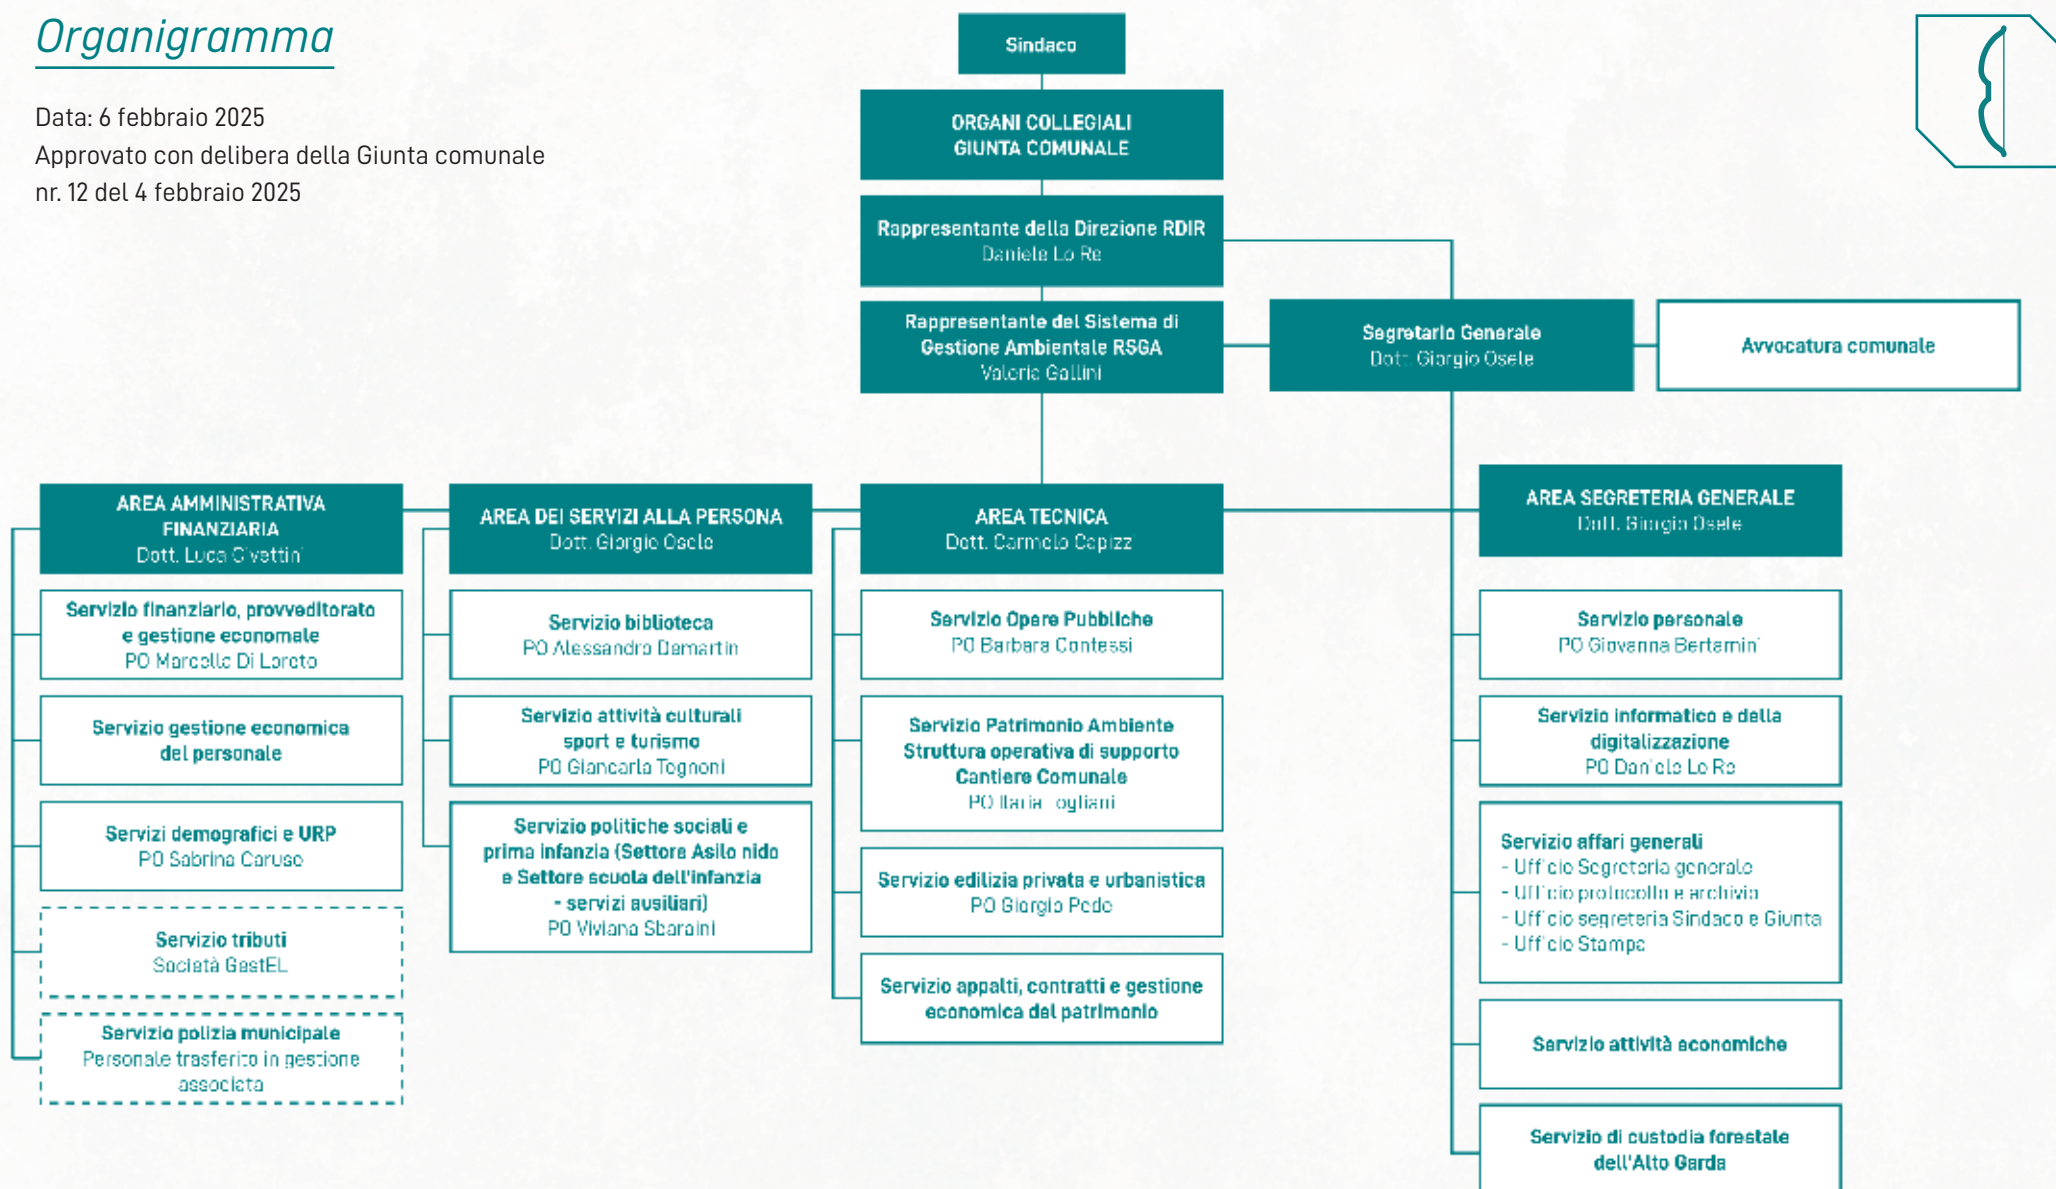 Organigramma
Data: 6 febbraio 2025
Approvato con delibera della Giunta comunale
nr. 12 del 4 febbraio 2025
Sindaco
ORGANI COLLEGIALI
GIUNTA COMUNALE
Rappresentante della Direzione RDIR
Daniele Lo Re
Rappresentante del Sistema di
Gestione Ambientale RSGA
Valeria Gallini
Segretario Generale
Dott. Giorgio Osele
Avvocatura comunale
AREA AMMINISTRATIVA
FINANZIARIA
Dott. Luca Civettini
Servizio finanziario, provveditorato
e gestione economale
PO Marcella Di Loreto
Servizio gestione economica
del personale
Servizi demografici e URP
PO Sabrina Caruso
Servizio tributi
Società GestEL
Servizio polizia municipale
Personale trasferito in gestione
associata
AREA DEI SERVIZI ALLA PERSONA
Dott. Giorgio Osele
Servizio biblioteca
PO Alessandro Demartin
Servizio attività culturali
sport e turismo
PO Giancarla Tognoni
Servizio politiche sociali e
prima infanzia (Settore Asilo nido
e Settore scuola dell'infanzia
- servizi ausiliari)
PO Viviana Sbaraini
AREA TECNICA
Dott. Carmelo Capizzi
Servizio Opere Pubbliche
PO Barbara Contessi
Servizio Patrimonio Ambiente
Struttura operativa di supporto
Cantiere Comunale
PO Ilaria
Servizio edilizia privata e urbanistica
PO Giorgio Pede
Servizio appalti, contratti e gestione
economica del patrimonio
AREA SEGRETERIA GENERALE
Dott. Giorgio Osele
Servizio personale
PO Giovanna Bertamini
Servizio informatico e della
digitalizzazione
PO Daniele Lo Re
Servizio affari generali
- Ufficio Segreteria generale
- Ufficio protocollo e archivio
- Ufficio segreteria Sindaco e Giunta
- Ufficio Stampa
Servizio attività economiche
Servizio di custodia forestale
dell'Alto Garda